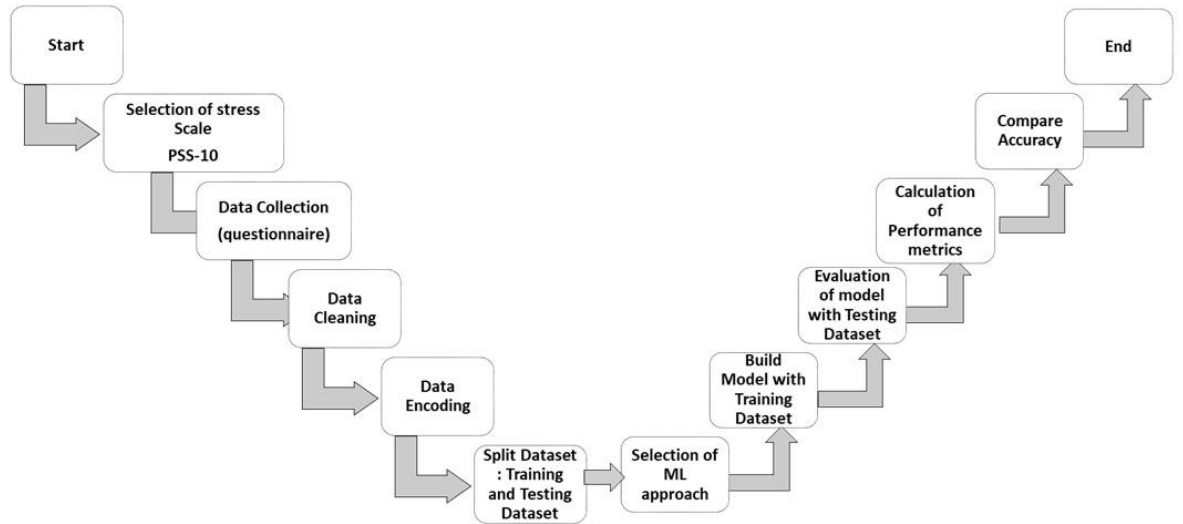 Start
Selection of stress
Scale
PSS-10
Data Collection
(questionnaire)
Data
Cleaning
Data
Encoding
Split Dataset
: Training
and Testing
Dataset
Selection of
ML
approach
Build
Model with
Training
Dataset
Evaluation
of model
with Testing
Dataset
Calculation
of
Performance
metrics
Compare
Accuracy
End